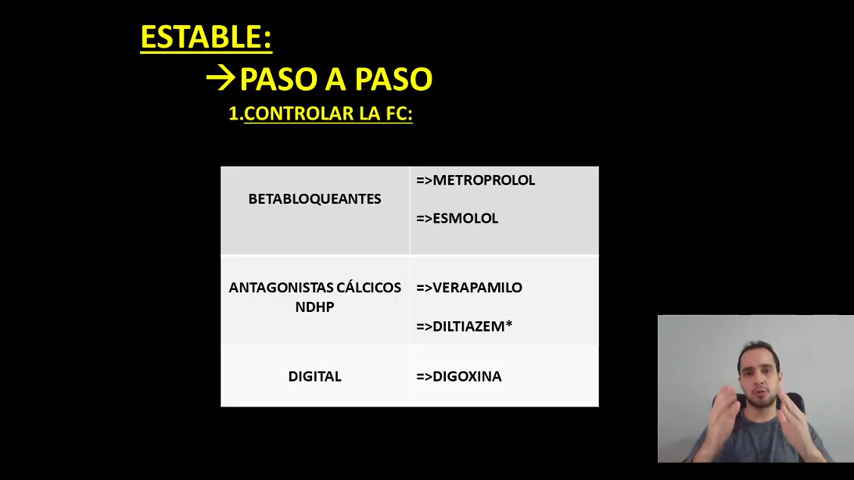 ESTABLE:
→PASO A PASO
1.CONTROLAR LA FC:
BETABLOQUEANTES
=>METROPROLOL
=>ESMOLOL
ANTAGONISTAS CÁLCICOS
NDHP
=>VERAPAMILO
=>DILTIAZEM*
DIGITAL
=>DIGOXINA